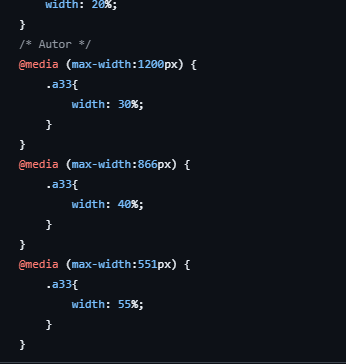 width: 20%;
}
/* Autor */
@media (max-width:1200px) {
.a33{
width: 30%;
}
}
@media (max-width:866px) {
.a33{
width: 40%;
}
}
@media (max-width:551px) {
.a33{
width: 55%;
}
}